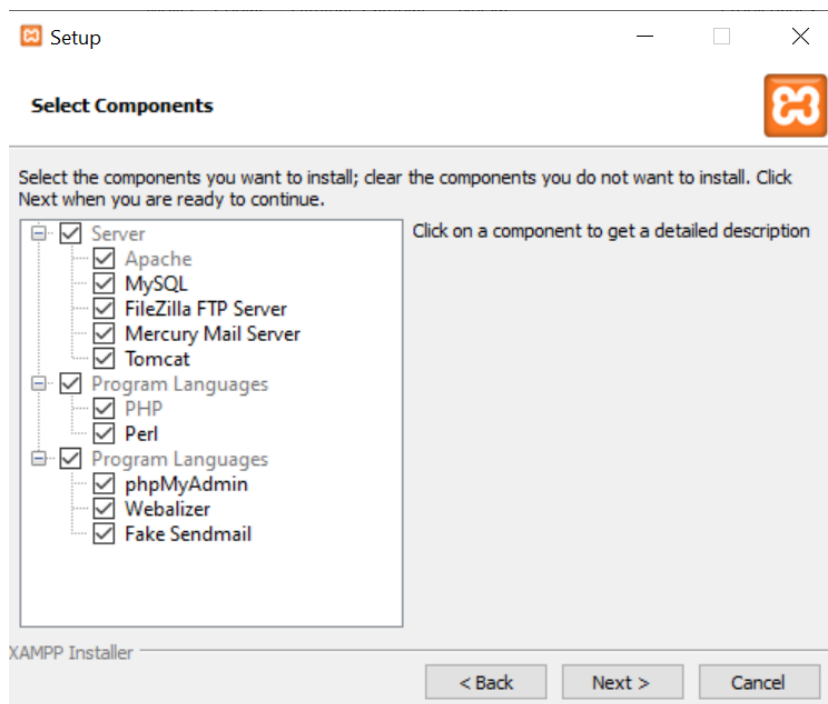 Setup
Select Components
Select the components you want to install; clear the components you do not want to install. Click
Next when you are ready to continue.
Server
Apache
MySQL
FileZilla FTP Server
Mercury Mail Server
Tomcat
Program Languages
PHP
Perl
Program Languages
phpMyAdmin
Webalizer
Fake Sendmail
Click on a component to get a detailed description
XAMPP Installer
< Back
Next >
Cancel